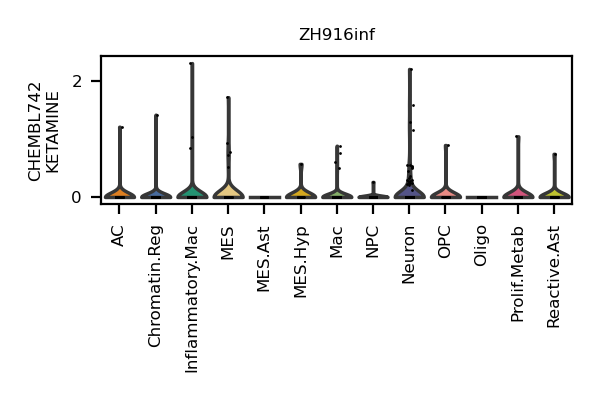 ZH916inf
CHEMBL742
KETAMINE
2
0
AC
Chromatin.Reg
Inflammatory.Mac
MES
MES.Ast
MES.Hyp
Mac
NPC
Neuron
OPC
Oligo
Prolif.Metab
Reactive.Ast